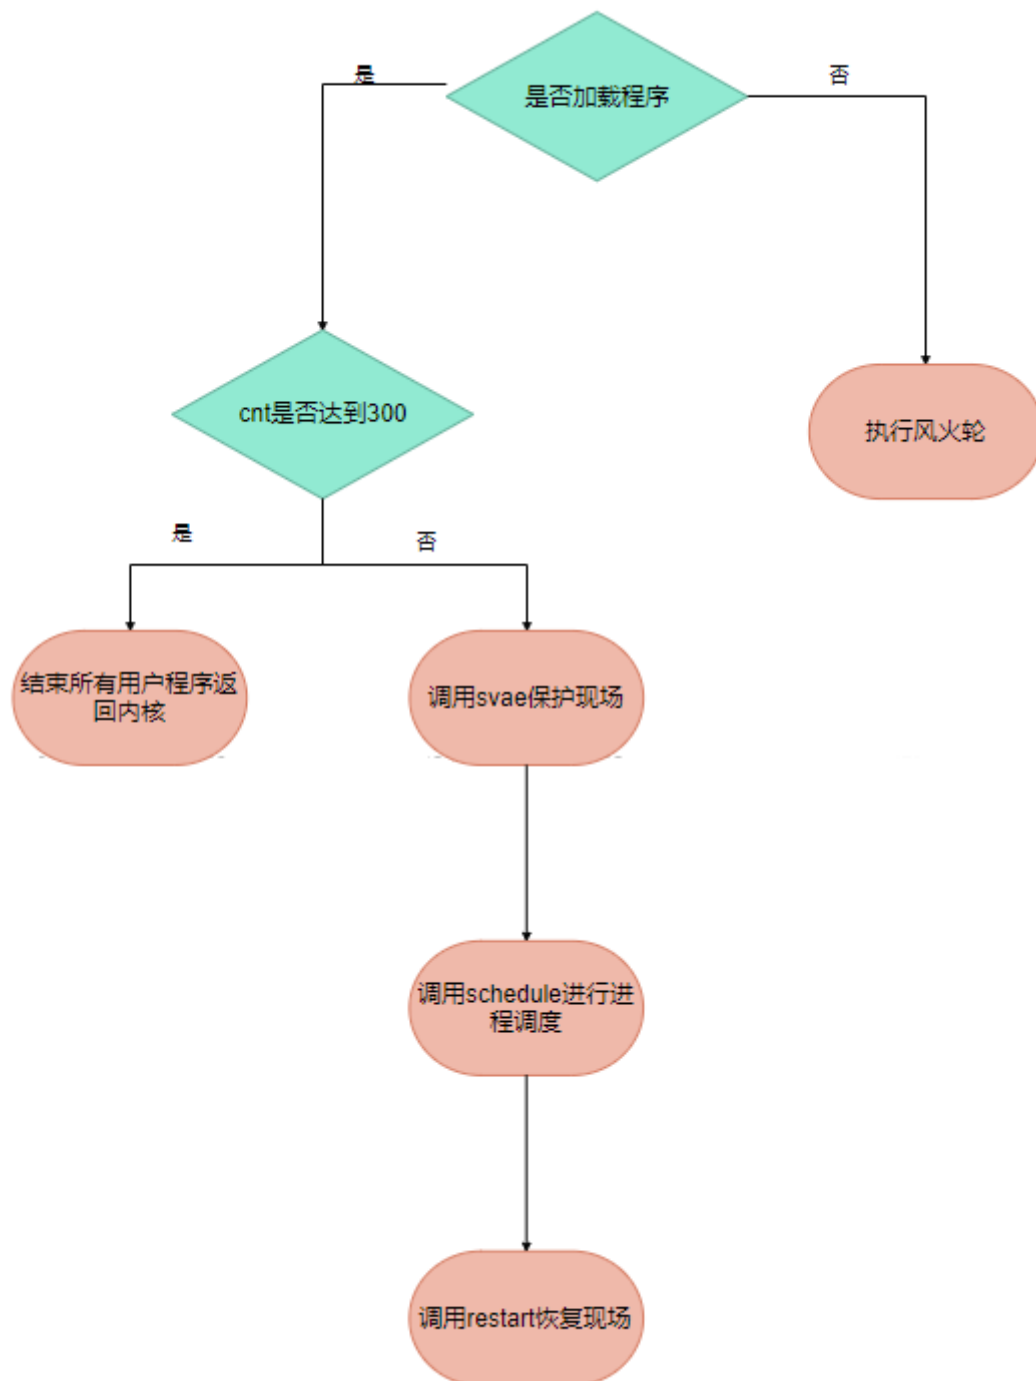 是
否
是否加载程序
cnt是否达到300
执行风火轮
是
否
结束所有用户程序返
回内核
调用svae保护现场
调用schedule进行进
程调度
调用restart恢复现场